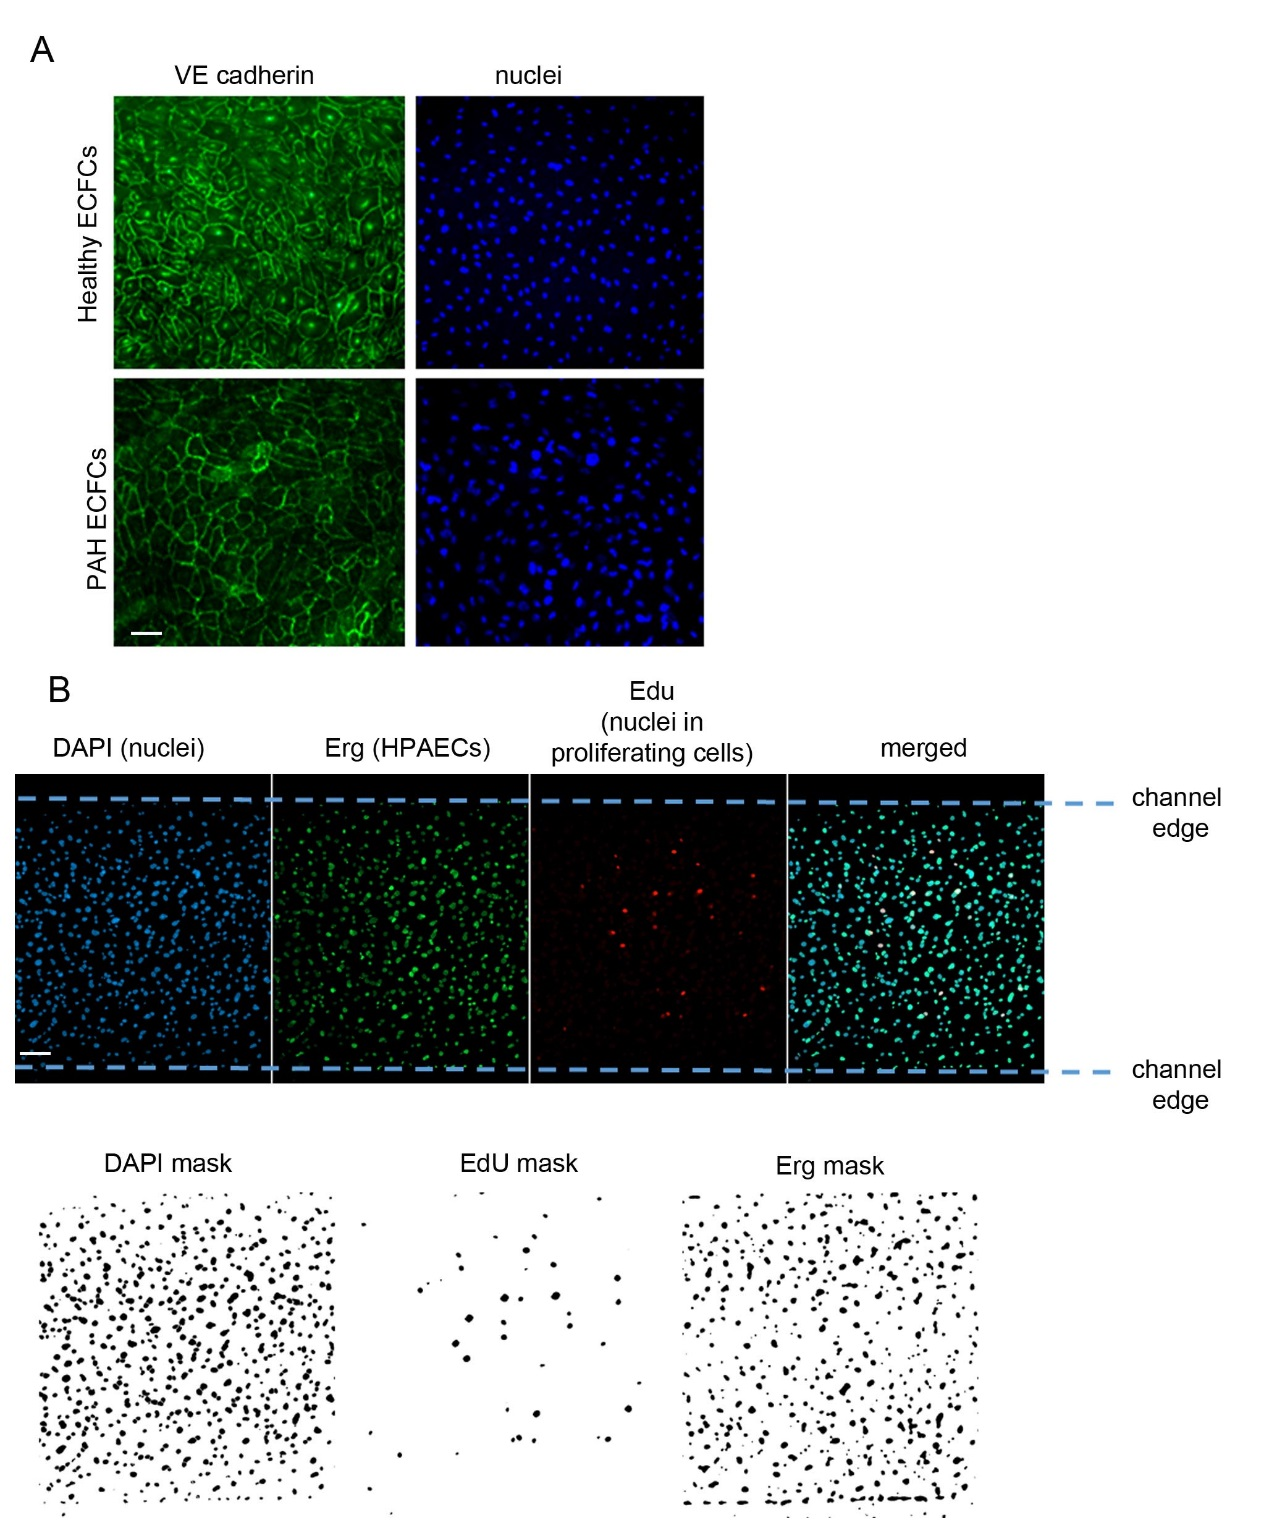 A
VE cadherin
nuclei
Healthy ECFCs
PAH ECFCs
B
DAPI (nuclei)
Erg (HPAECs)
Edu
(nuclei in
proliferating cells)
merged
channel
edge
channel
edge
DAPI mask
EdU mask
Erg mask